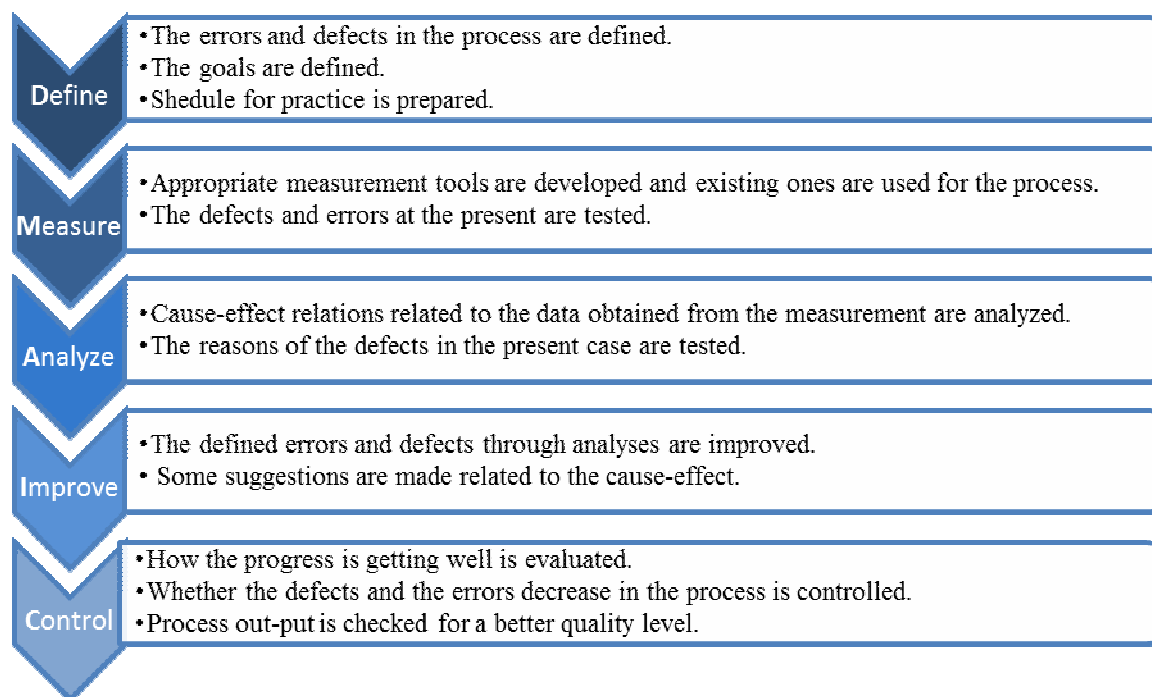 Define
•The errors and defects in the process are defined.
•The goals are defined.
•Shedule for practice is prepared.
Measure
•Appropriate measurement tools are developed and existing ones are used for the process.
•The defects and errors at the present are tested.
Analyze
•Cause-effect relations related to the data obtained from the measurement are analyzed.
•The reasons of the defects in the present case are tested.
Improve
•The defined errors and defects through analyses are improved.
• Some suggestions are made related to the cause-effect.
Control
•How the progress is getting well is evaluated.
•Whether the defects and the errors decrease in the process is controlled.
•Process out-put is checked for a better quality level.